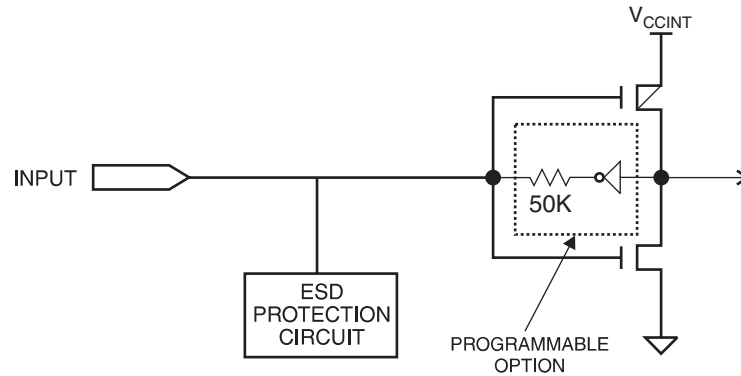 VCCINT
INPUT
50K
ESD
PROTECTION
CIRCUIT
PROGRAMMABLE
OPTION